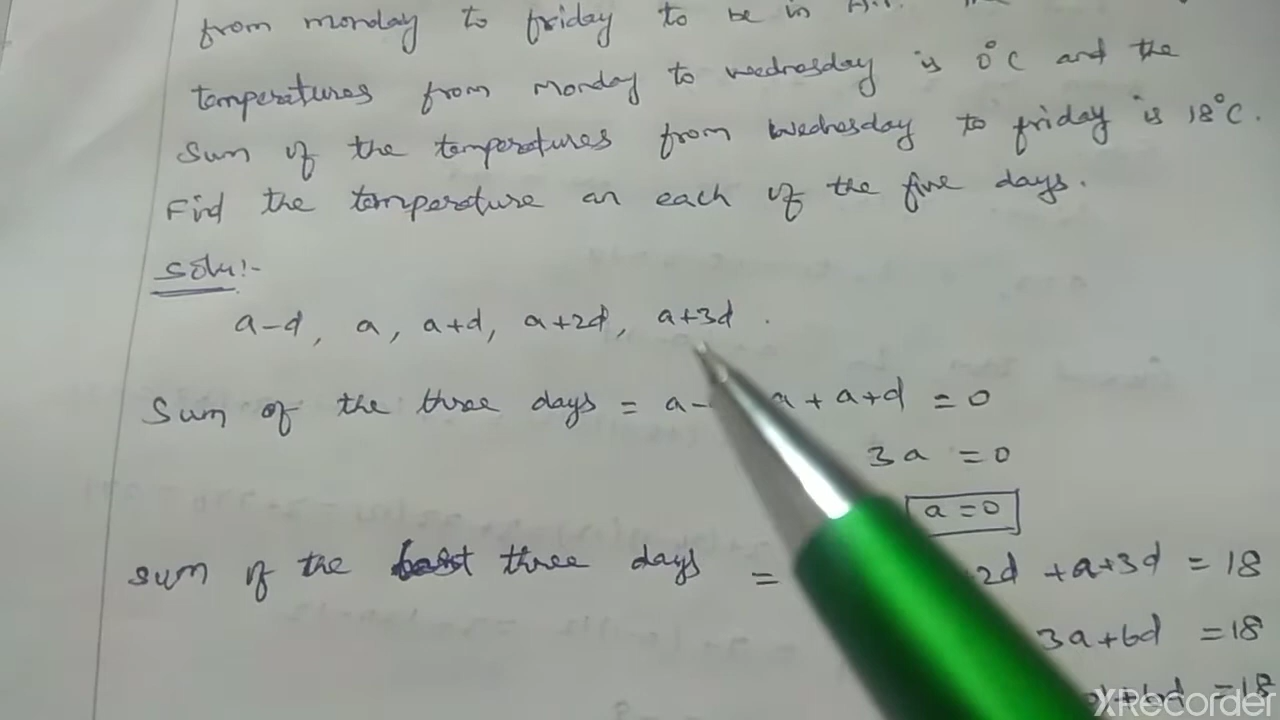 from monday to friday to be in A.P.
temperatures from monday to wednesday is 0°C and the
sum of the temperatures from wednesday to friday is 18°C.
Find the temperature on each of the five days.
Solu:-
a-d, a, a+d, a+2d, a+3d.
Sum of the three days = a- a + a+d = 0
3a = 0
a = 0
sum of the last three days = 2d + a+3d = 18
3a+6d = 18
+6d = 18
XRecorder